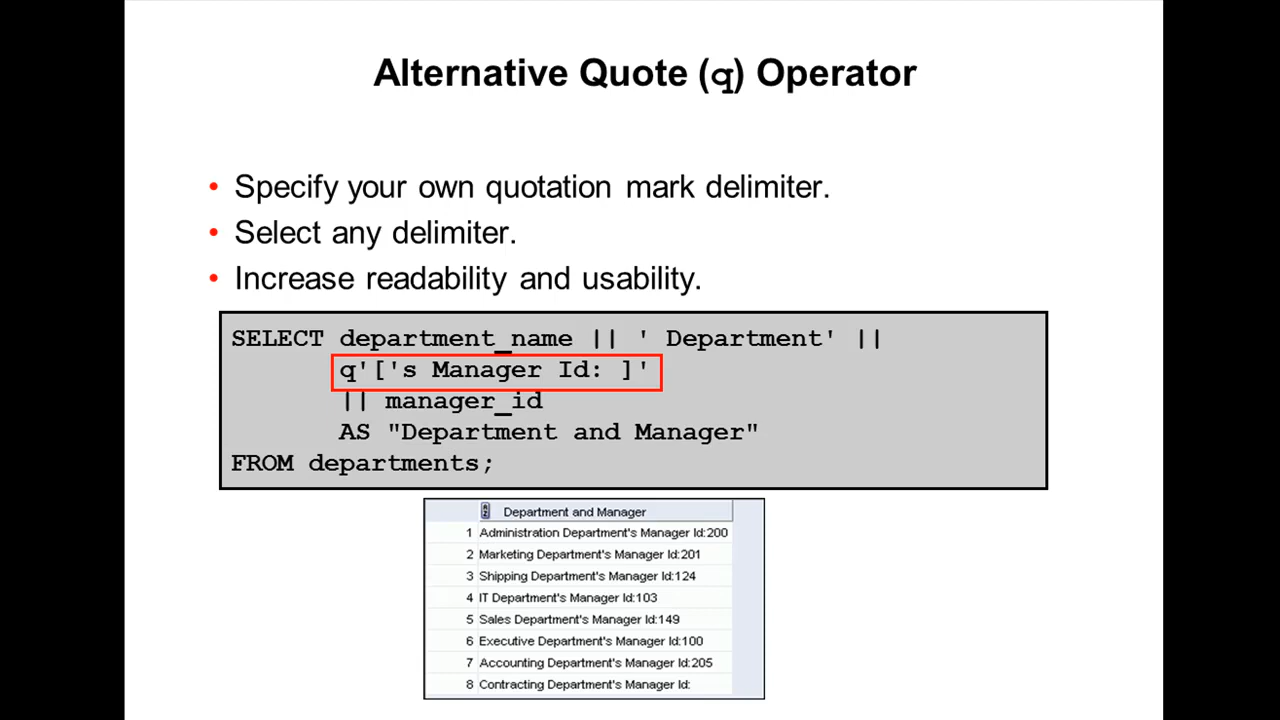 Alternative Quote (q) Operator
• Specify your own quotation mark delimiter.
• Select any delimiter.
• Increase readability and usability.
SELECT department_name || ' Department' ||
q'['s Manager Id: ]'
|| manager_id
AS "Department and Manager"
FROM departments;
Department and Manager
1 Administration Department's Manager Id:200
2 Marketing Department's Manager Id:201
3 Shipping Department's Manager Id:124
4 IT Department's Manager Id:103
5 Sales Department's Manager Id:149
6 Executive Department's Manager Id:100
7 Accounting Department's Manager Id:205
8 Contracting Department's Manager Id: